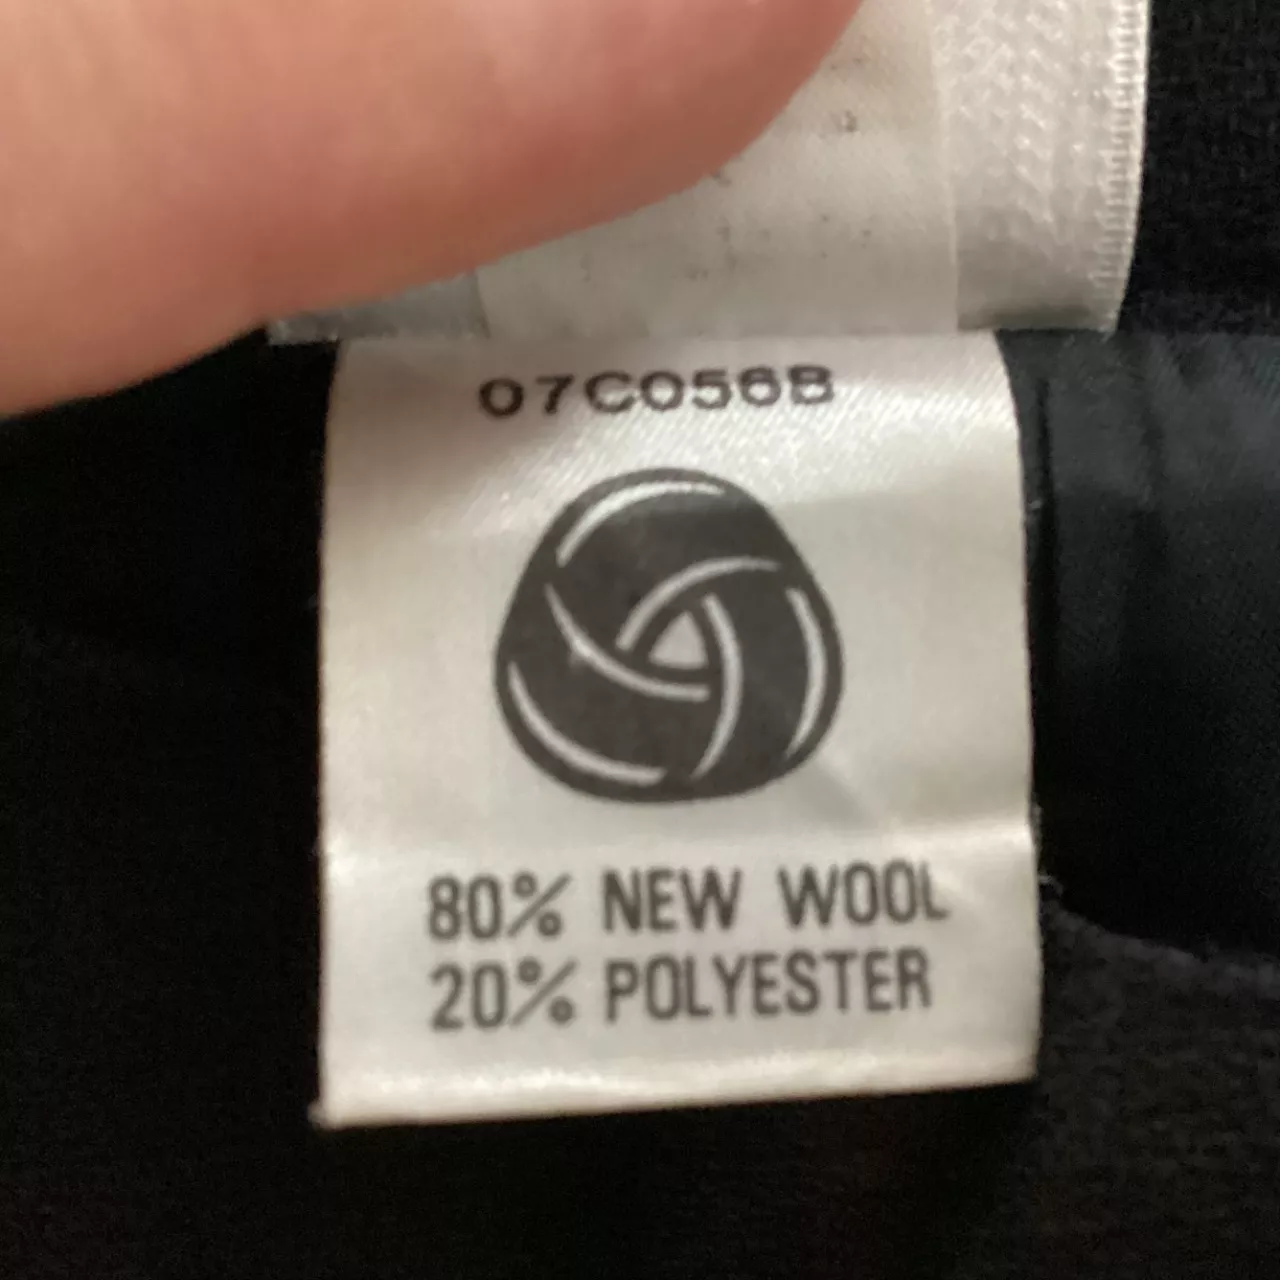 07C056B
80% NEW WOOL
20% POLYESTER